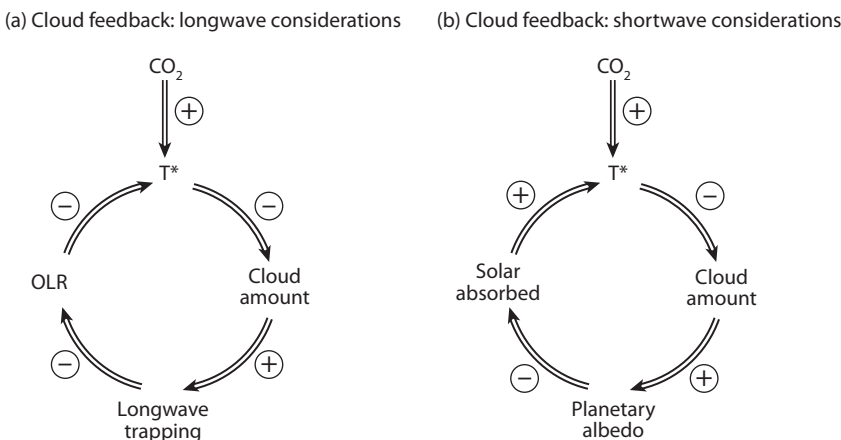 (a) Cloud feedback: longwave considerations
CO₂
+
T*
−
Cloud
amount
+
Longwave
trapping
−
OLR
−
(b) Cloud feedback: shortwave considerations
CO₂
+
T*
−
Cloud
amount
+
Planetary
albedo
−
Solar
absorbed
+